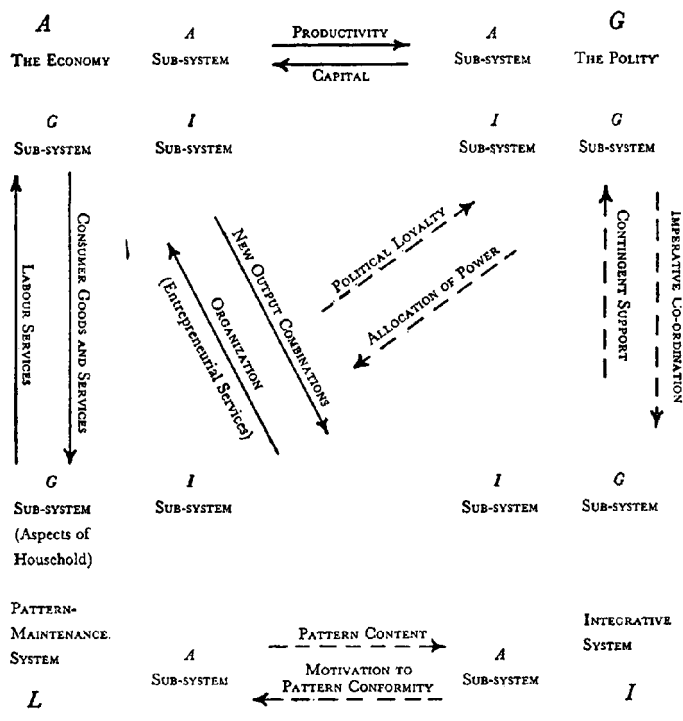 A
THE ECONOMY
A
SUB-SYSTEM
PRODUCTIVITY
CAPITAL
A
SUB-SYSTEM
G
THE POLITY
G
SUB-SYSTEM
I
SUB-SYSTEM
I
SUB-SYSTEM
G
SUB-SYSTEM
LABOUR SERVICES
CONSUMER GOODS AND SERVICES
NEW OUTPUT COMBINATIONS
ORGANIZATION
(Entrepreneurial Services)
POLITICAL LOYALTY
ALLOCATION OF POWER
CONTINGENT SUPPORT
IMPERATIVE CO-ORDINATION
G
SUB-SYSTEM
(Aspects of
Household)
I
SUB-SYSTEM
I
SUB-SYSTEM
G
SUB-SYSTEM
PATTERN-
MAINTENANCE
SYSTEM
L
A
SUB-SYSTEM
PATTERN CONTENT
MOTIVATION TO
PATTERN CONFORMITY
A
SUB-SYSTEM
INTEGRATIVE
SYSTEM
I